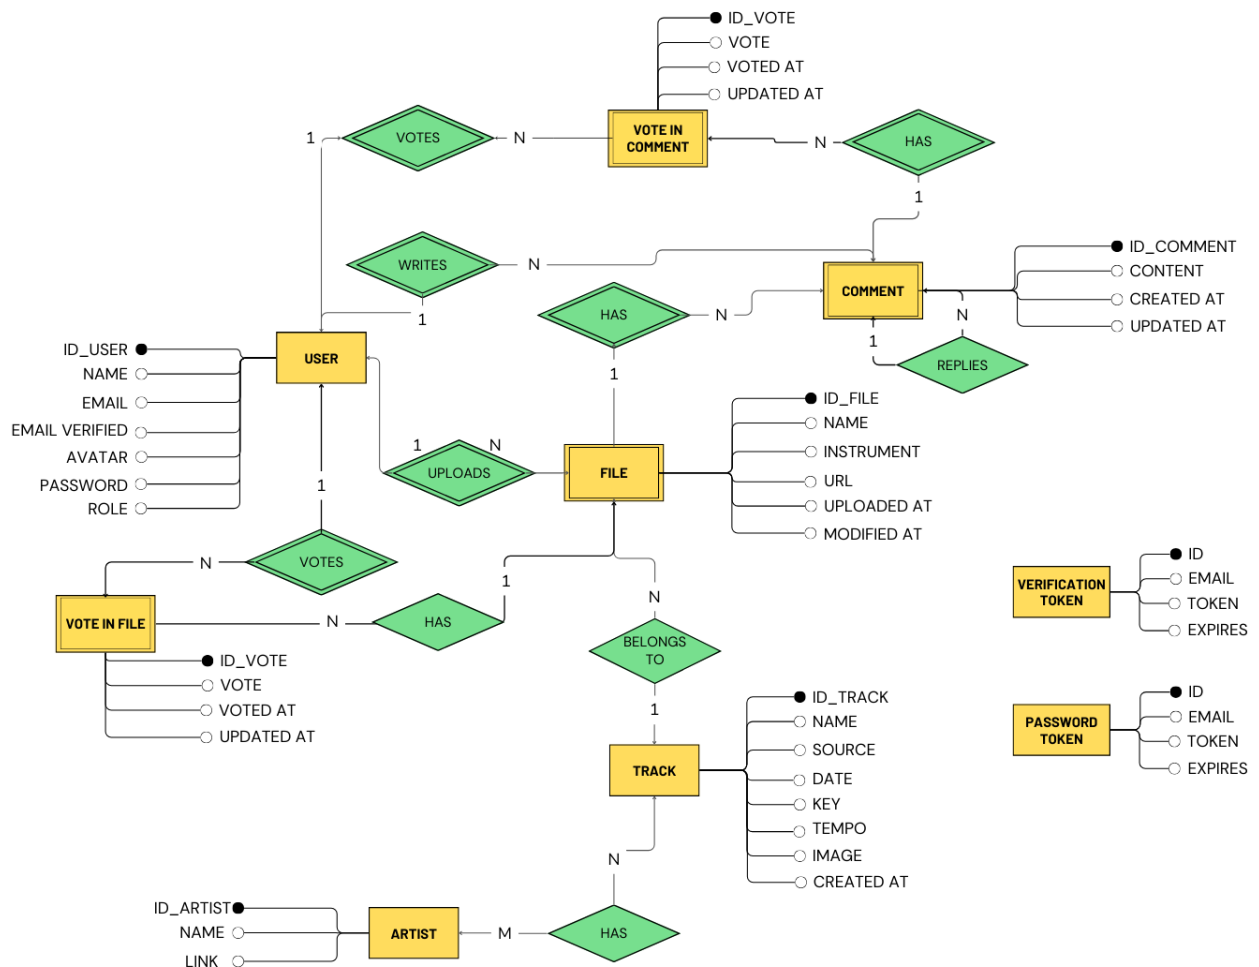 ID_VOTE
VOTE
VOTED AT
UPDATED AT
1
VOTES
N
VOTE IN
COMMENT
N
HAS
1
WRITES
N
1
ID_COMMENT
CONTENT
CREATED AT
UPDATED AT
COMMENT
HAS
N
1
N
1
REPLIES
ID_USER
NAME
EMAIL
EMAIL VERIFIED
AVATAR
PASSWORD
ROLE
USER
1
N
UPLOADS
FILE
ID_FILE
NAME
INSTRUMENT
URL
UPLOADED AT
MODIFIED AT
1
VOTES
N
VOTE IN FILE
N
HAS
1
ID_VOTE
VOTE
VOTED AT
UPDATED AT
N
BELONGS
TO
1
VERIFICATION
TOKEN
ID
EMAIL
TOKEN
EXPIRES
PASSWORD
TOKEN
ID
EMAIL
TOKEN
EXPIRES
TRACK
ID_TRACK
NAME
SOURCE
DATE
KEY
TEMPO
IMAGE
CREATED AT
N
HAS
M
ARTIST
ID_ARTIST
NAME
LINK